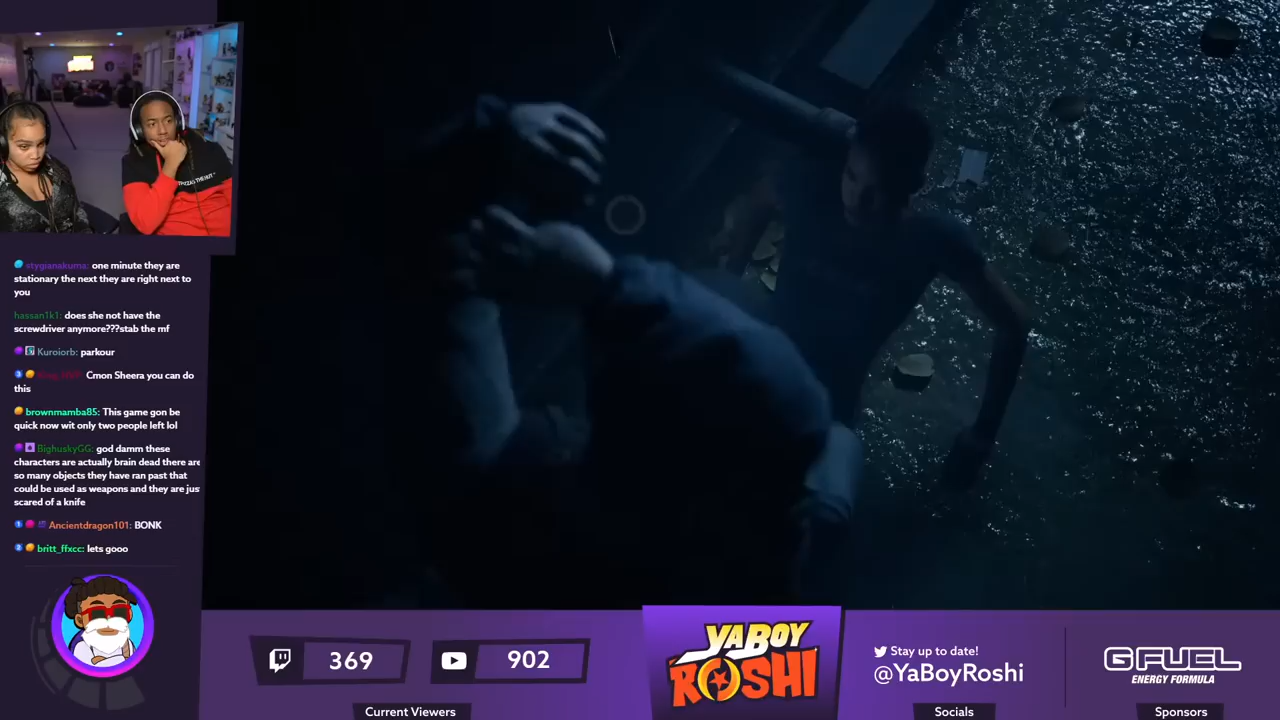 stygianskuma: one minute they are
stationary the next they are right next to
you
hassan1k1: does she not have the
screwdriver anymore???stab the mf
Kuroiorb: parkour
Cmon Sheera you can do
this
brownmamba85: This game gon be
quick now wit only two people left lol
BighuskyGG: god damm these
characters are actually brain dead there are
so many objects they have ran past that
could be used as weapons and they are jus
scared of a knife
Ancientdragon101: BONK
britt_ffxcc: lets gooo
369
902
Current Viewers
YABOY
ROSHI
Stay up to date!
@YaBoyRoshi
Socials
G FUEL
ENERGY FORMULA
Sponsors